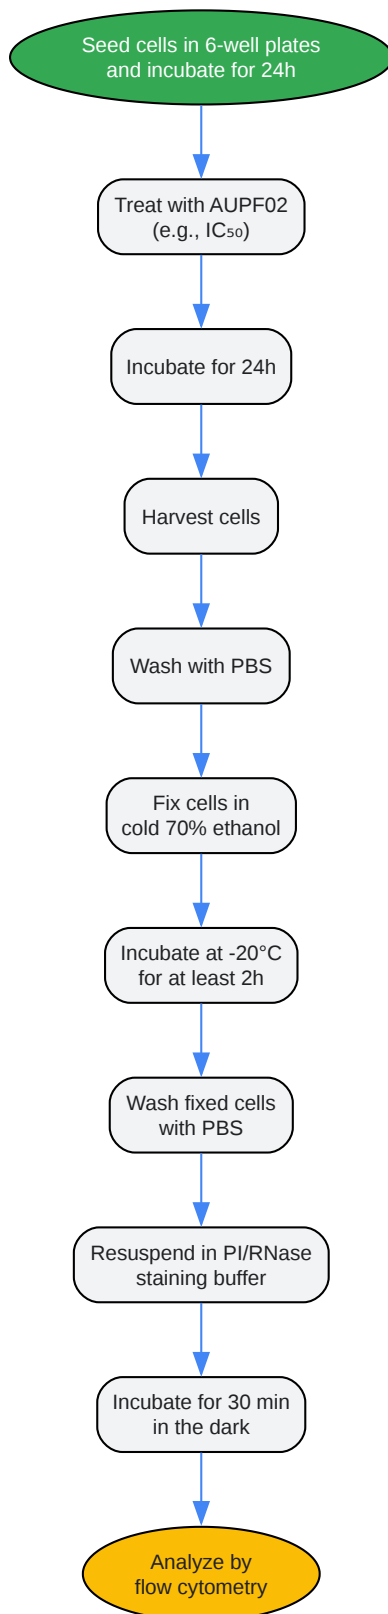 Seed cells in 6-well plates
and incubate for 24h
Treat with AUPF02
(e.g., IC₅₀)
Incubate for 24h
Harvest cells
Wash with PBS
Fix cells in
cold 70% ethanol
Incubate at -20°C
for at least 2h
Wash fixed cells
with PBS
Resuspend in PI/RNase
staining buffer
Incubate for 30 min
in the dark
Analyze by
flow cytometry